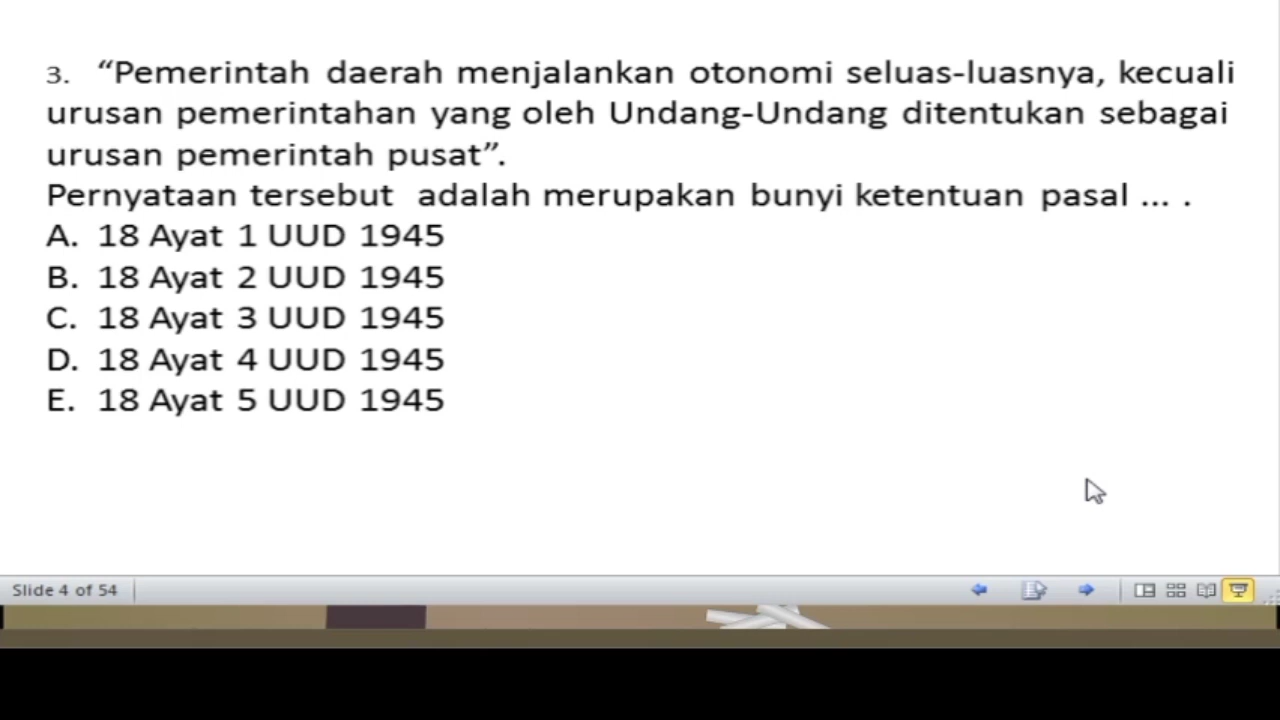 3. “Pemerintah daerah menjalankan otonomi seluas-luasnya, kecuali
urusan pemerintahan yang oleh Undang-Undang ditentukan sebagai
urusan pemerintah pusat”.
Pernyataan tersebut adalah merupakan bunyi ketentuan pasal ... .
A. 18 Ayat 1 UUD 1945
B. 18 Ayat 2 UUD 1945
C. 18 Ayat 3 UUD 1945
D. 18 Ayat 4 UUD 1945
E. 18 Ayat 5 UUD 1945
Slide 4 of 54